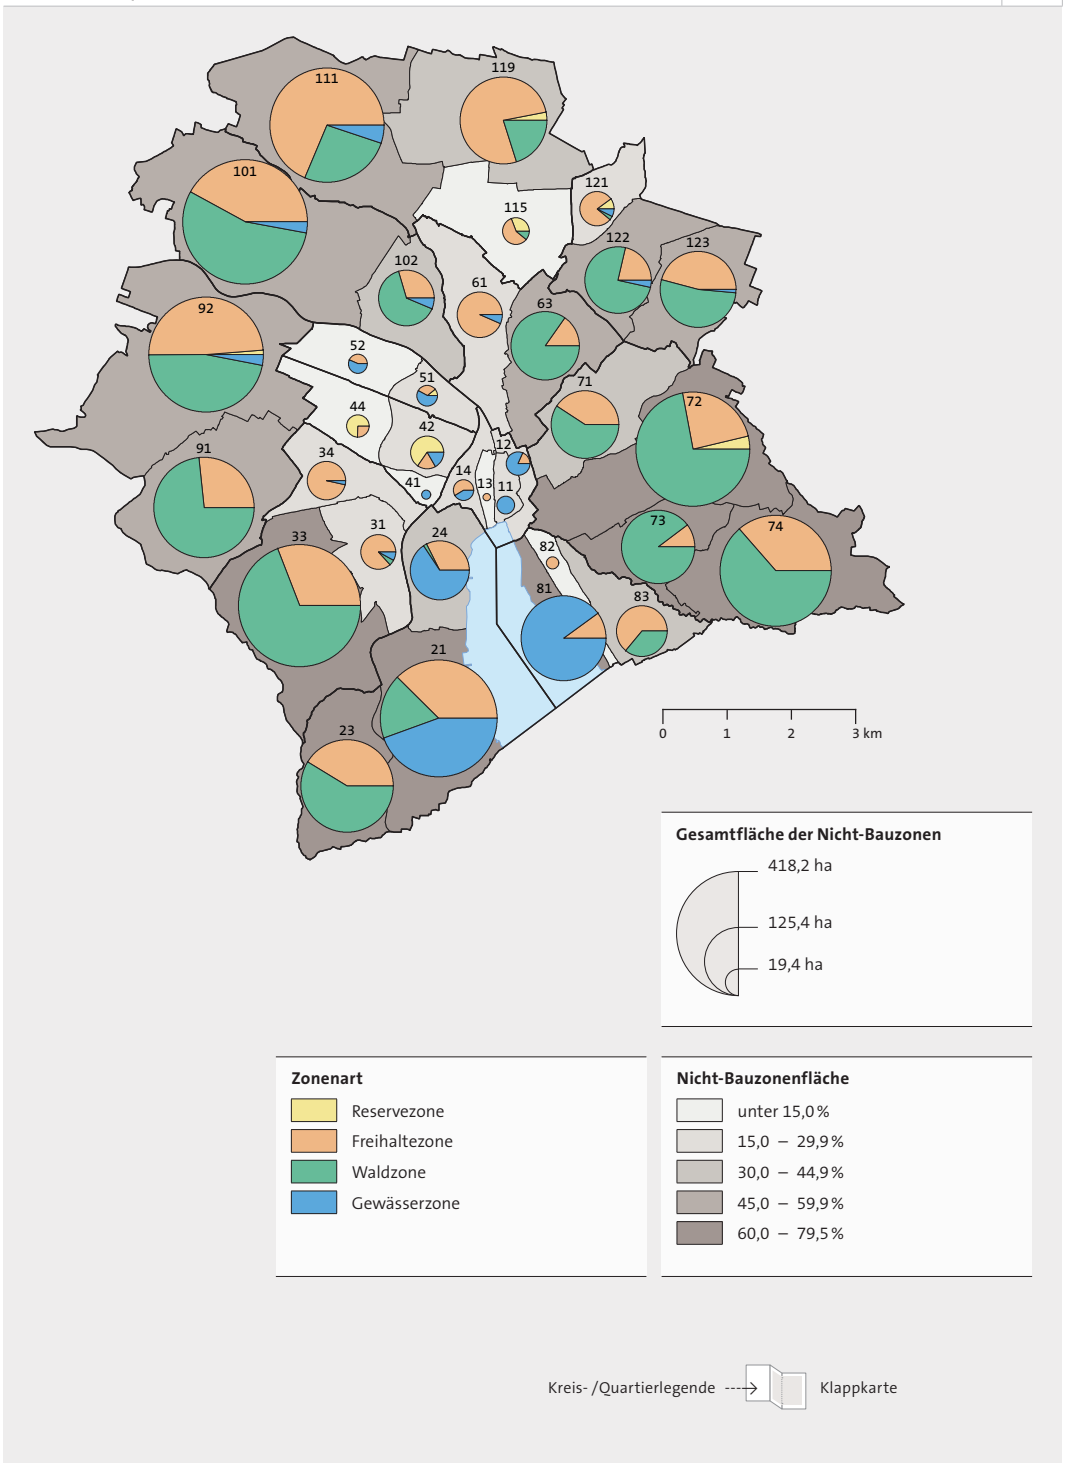 119
111
101
121
115
122
123
102
61
63
92
52
51
71
44
42
72
12
91
34
14
13
11
41
73
74
31
33
24
82
81
83
21
23
0 1 2 3 km
Gesamtfläche der Nicht-Bauzonen
418,2 ha
125,4 ha
19,4 ha
Zonenart
Reservezone
Freihaltezone
Waldzone
Gewässerzone
Nicht-Bauzonenfläche
unter 15,0 %
15,0 – 29,9 %
30,0 – 44,9 %
45,0 – 59,9 %
60,0 – 79,5 %
Kreis- /Quartierlegende
Klappkarte